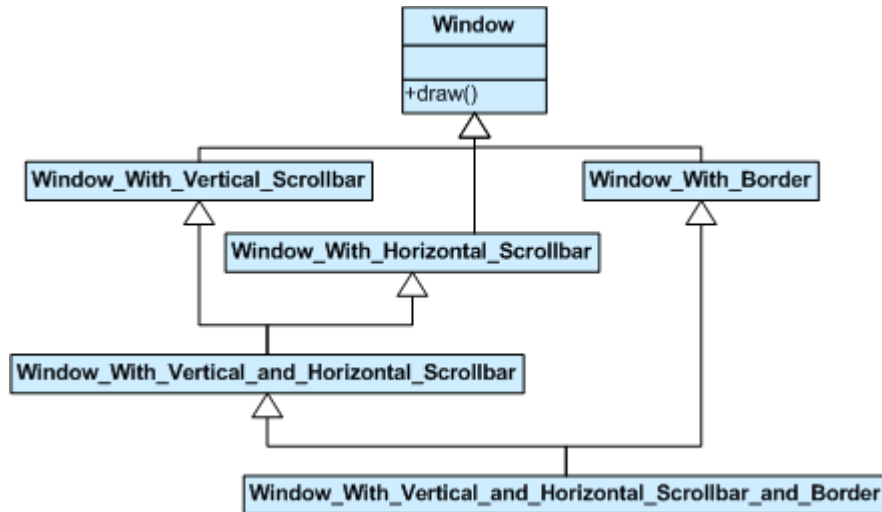 Window
+draw()
Window_With_Vertical_Scrollbar
Window_With_Border
Window_With_Horizontal_Scrollbar
Window_With_Vertical_and_Horizontal_Scrollbar
Window_With_Vertical_and_Horizontal_Scrollbar_and_Border